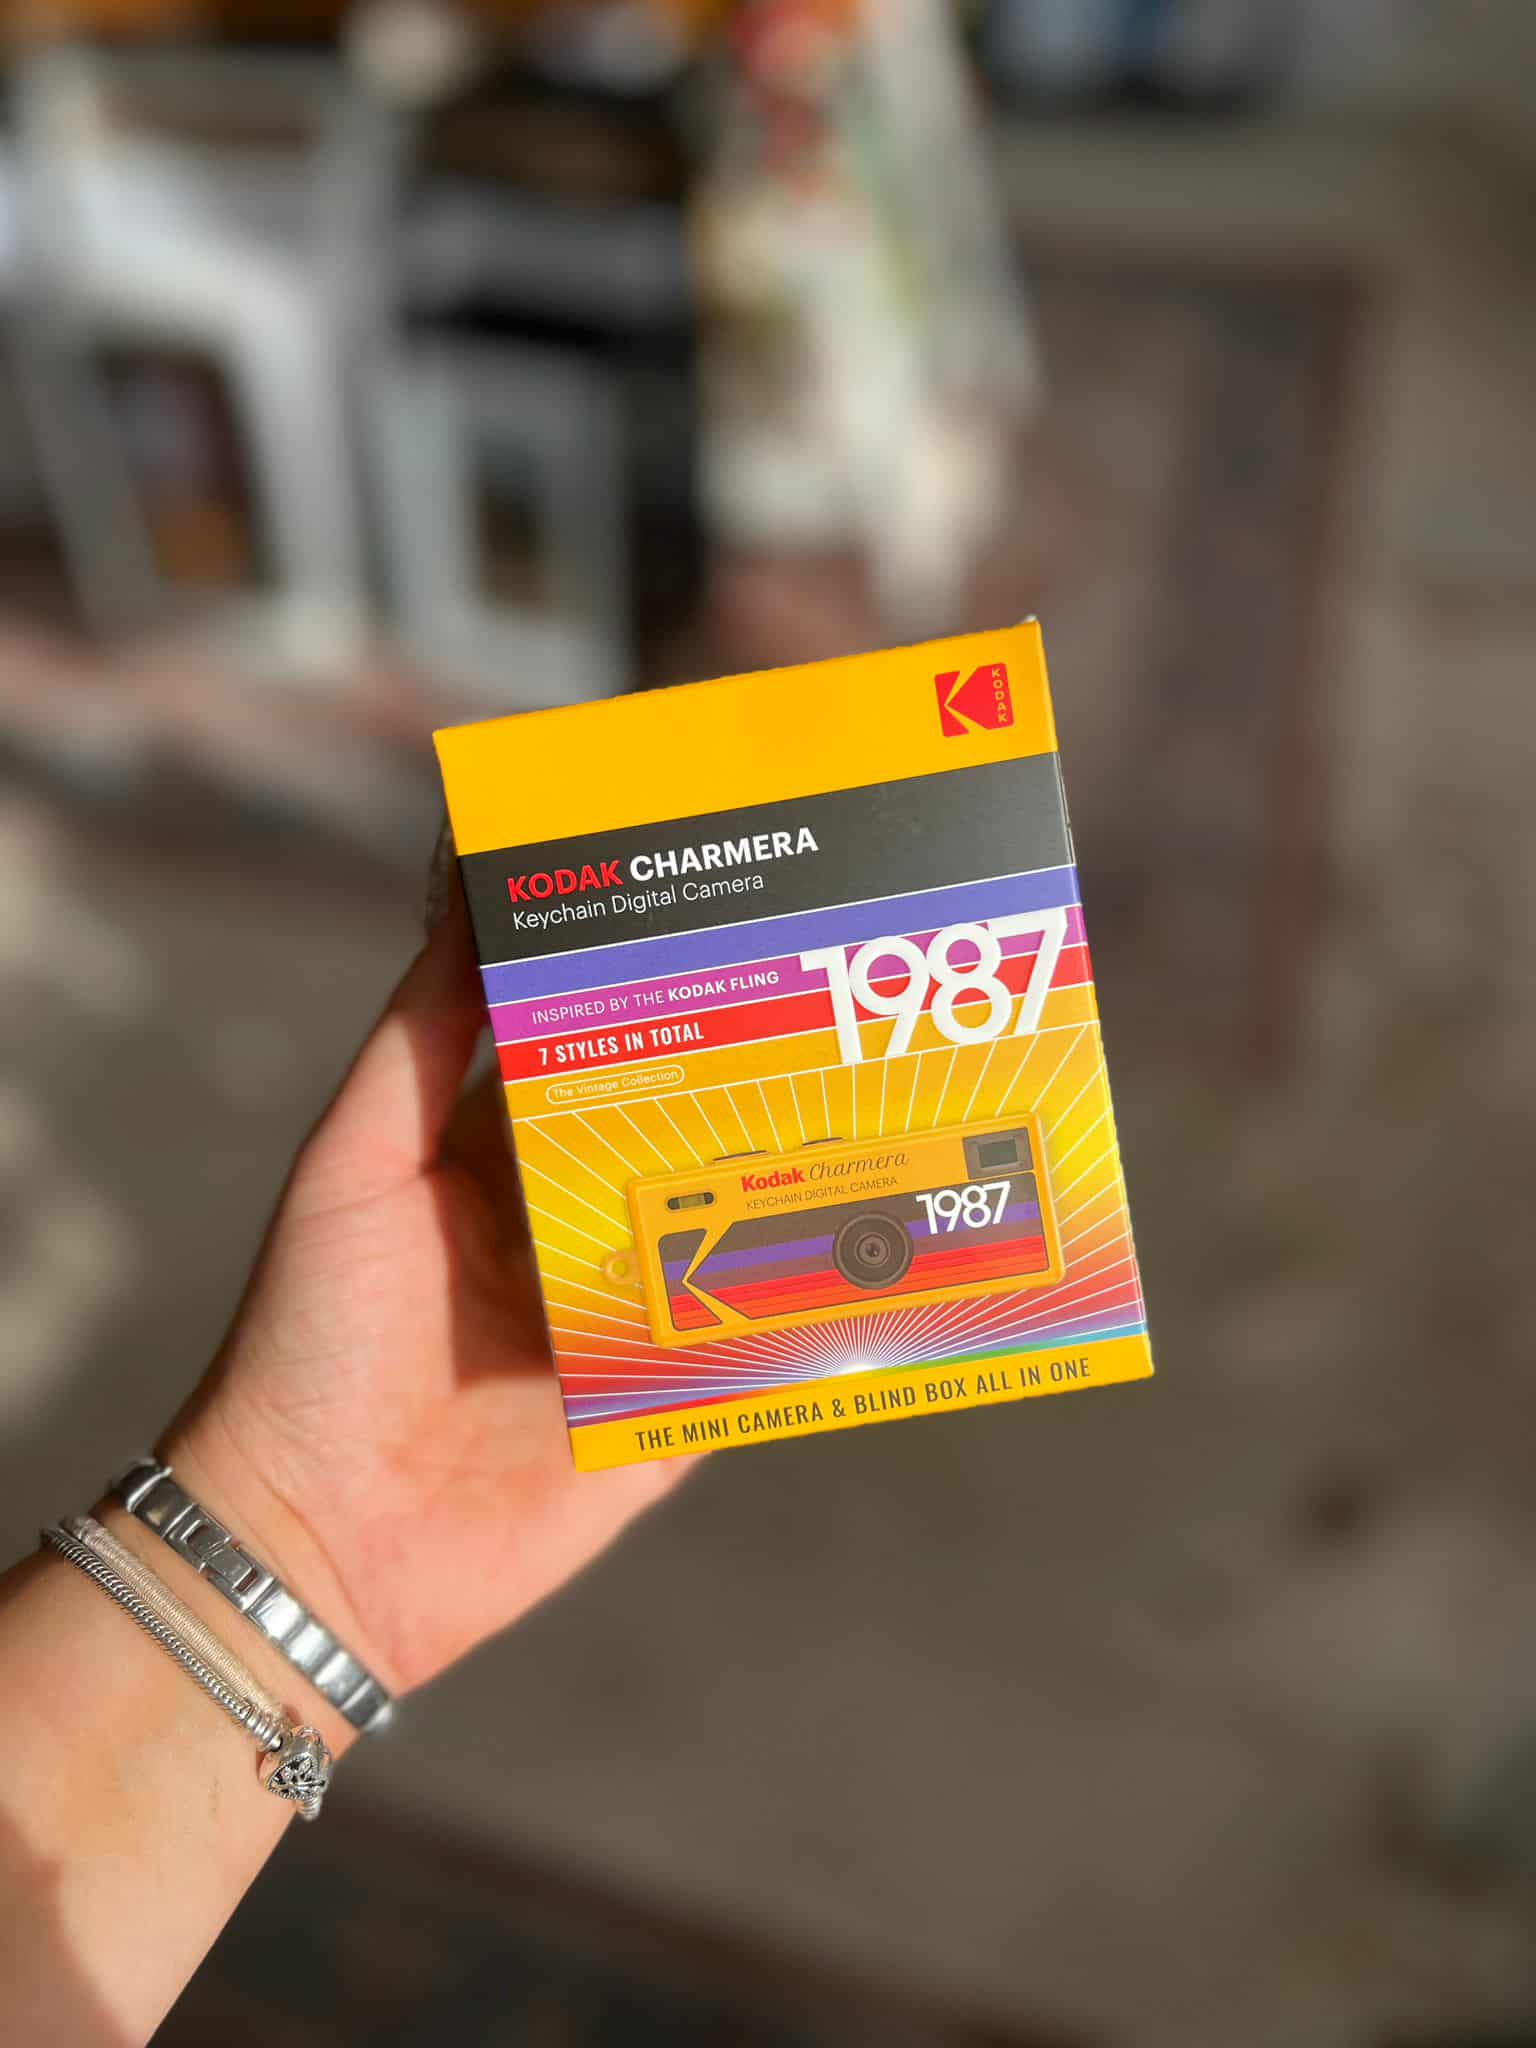 KODAK
KODAK CHARMERA
Keychain Digital Camera
1987
INSPIRED BY THE KODAK FLING
7 STYLES IN TOTAL
The Vintage Collection
Kodak Charmera
KEYCHAIN DIGITAL CAMERA
1987
THE MINI CAMERA & BLIND BOX ALL IN ONE